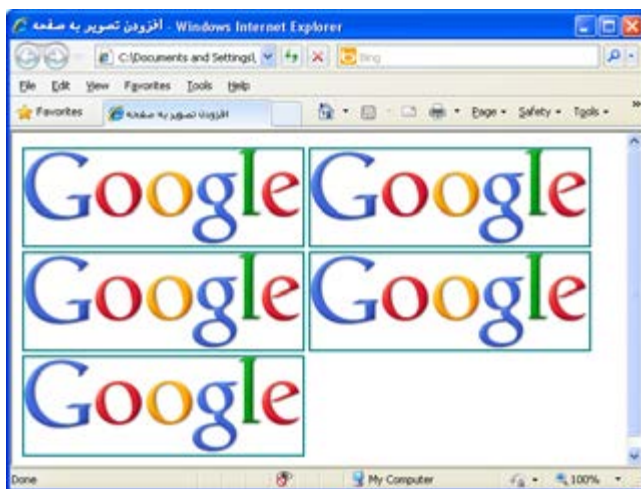 افزودن تصویر به صفحه - Windows Internet Explorer
C:\Documents and Settings\ Bing
File Edit View Favorites Tools Help
Favorites افزودن تصویر به صفحه Page Safety Tools »
Google Google
Google Google
Google
Done My Computer 100%